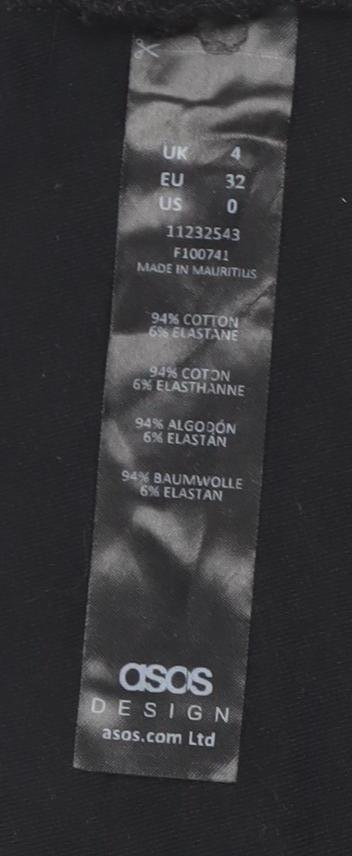 UK 4
EU 32
US 0
11232543
F100741
MADE IN MAURITIUS
94% COTTON
6% ELASTANE
94% COTON
6% ELASTHANNE
94% ALGODÓN
6% ELASTÁN
94% BAUMWOLLE
6% ELASTAN
asos
DESIGN
asos.com Ltd